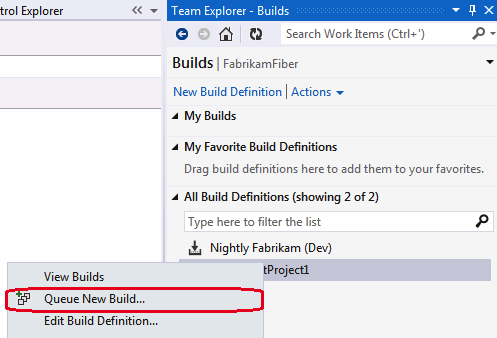 trol Explorer
Team Explorer - Builds
Search Work Items (Ctrl+')
Builds | FabrikamFiber
New Build Definition | Actions
My Builds
My Favorite Build Definitions
Drag build definitions here to add them to your favorites.
All Build Definitions (showing 2 of 2)
Type here to filter the list
Nightly Fabrikam (Dev)
tProject1
View Builds
Queue New Build...
Edit Build Definition...